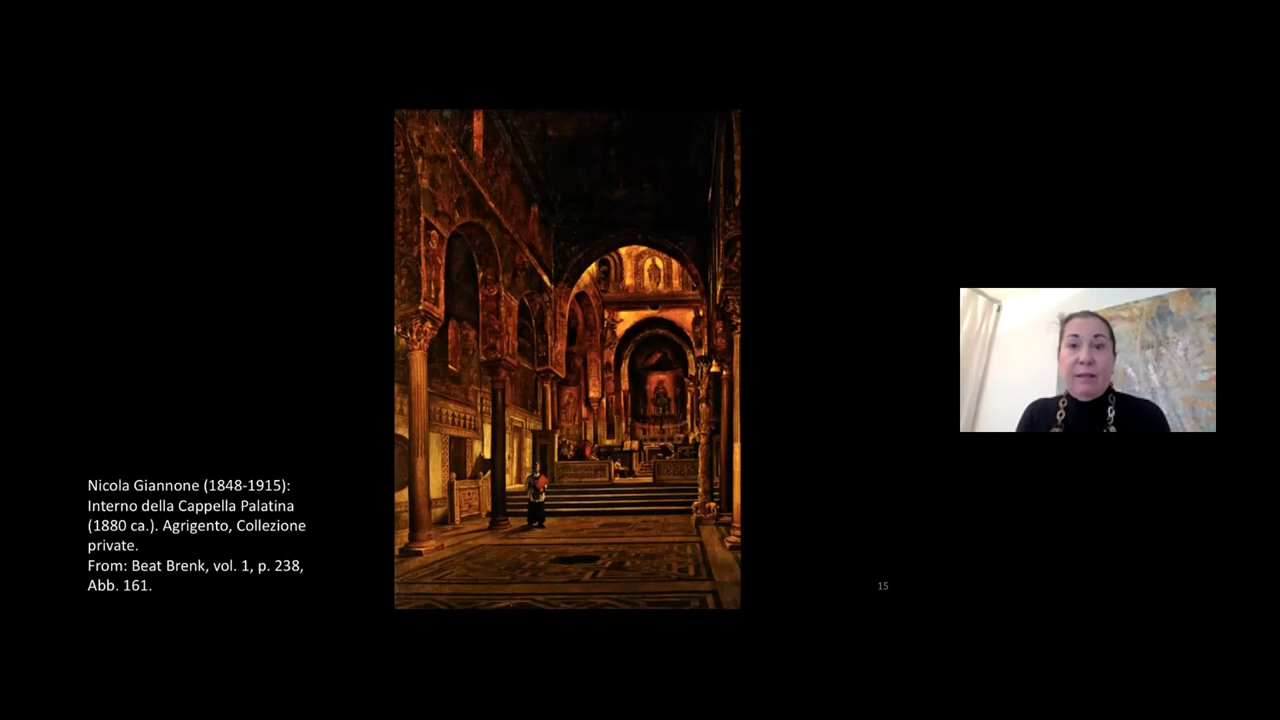 Nicola Giannone (1848-1915):
Interno della Cappella Palatina
(1880 ca.). Agrigento, Collezione
private.
From: Beat Brenk, vol. 1, p. 238,
Abb. 161.
15